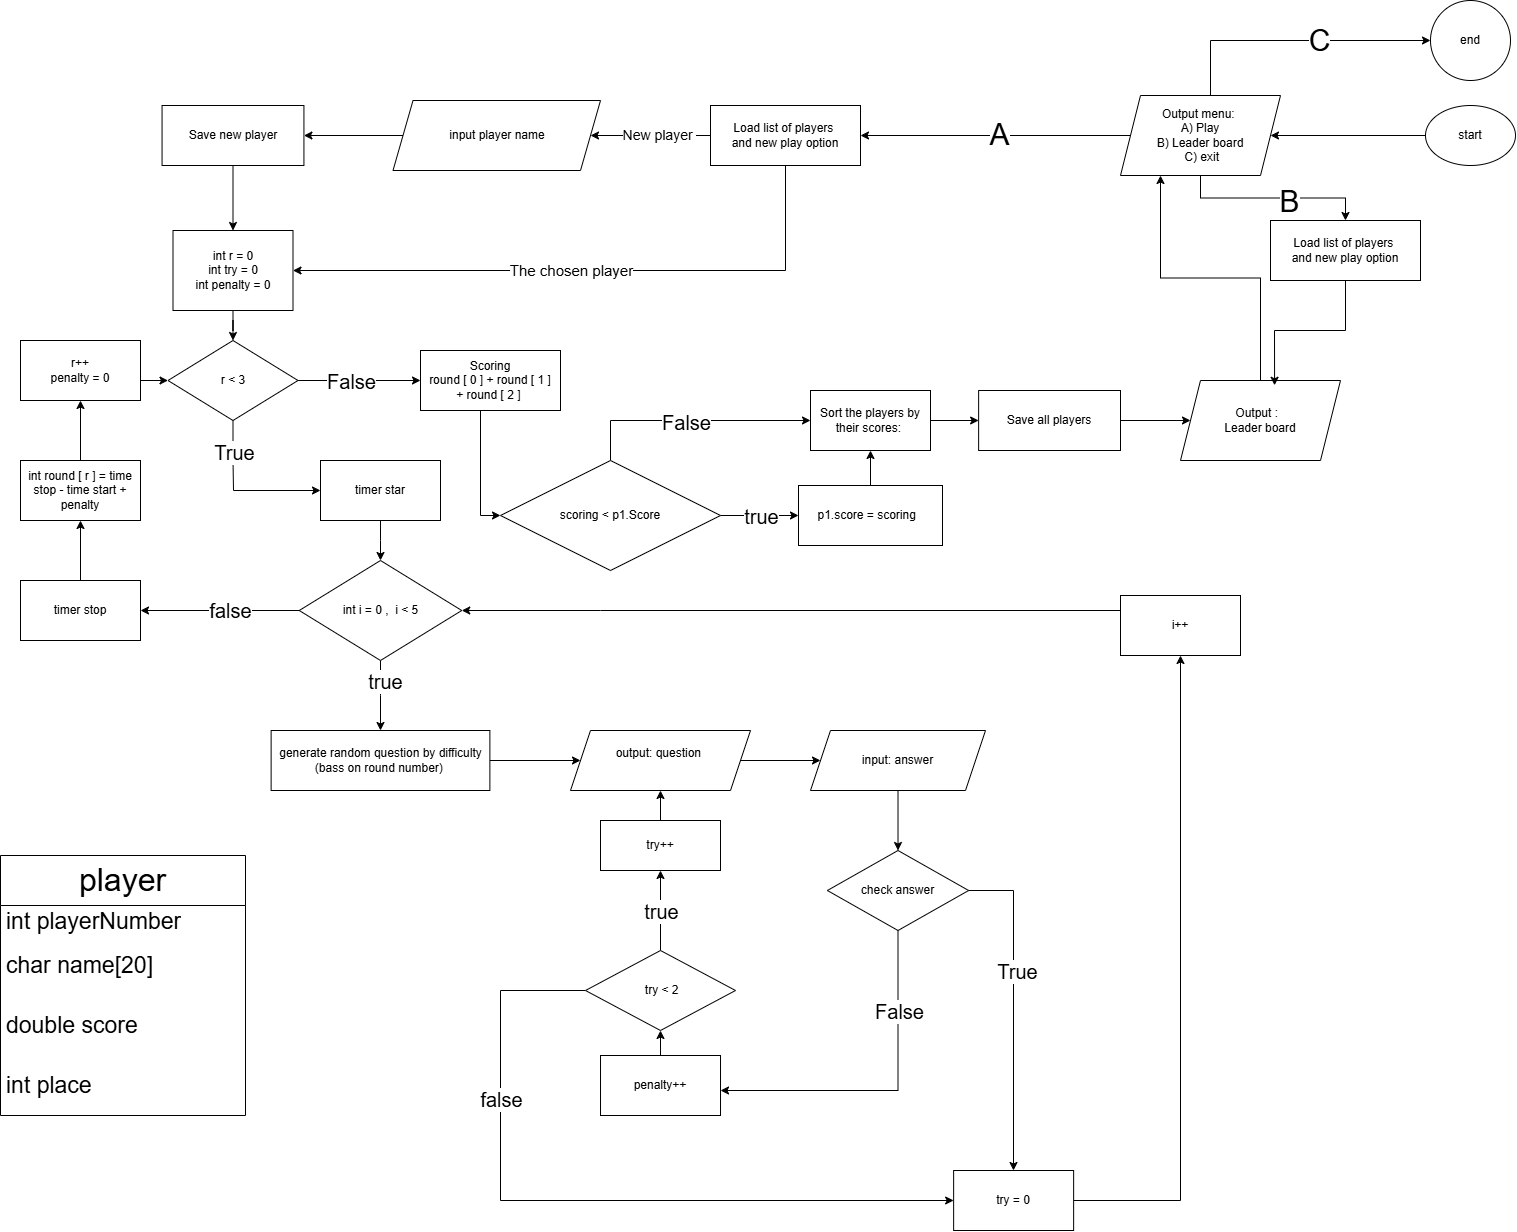 C
end
Save new player
input player name
New player
Load list of players
and new play option
A
Output menu:
A) Play
B) Leader board
C) exit
start
B
Load list of players
and new play option
int r = 0
int try = 0
int penalty = 0
The chosen player
r++
penalty = 0
r < 3
False
Scoring
round [ 0 ] + round [ 1 ]
+ round [ 2 ]
False
Sort the players by
their scores:
Save all players
Output :
Leader board
True
int round [ r ] = time
stop - time start +
penalty
timer star
scoring < p1.Score
true
p1.score = scoring
timer stop
false
int i = 0 , i < 5
i++
true
generate random question by difficulty
(bass on round number)
output: question
input: answer
try++
check answer
true
True
False
try < 2
penalty++
false
try = 0
player
int playerNumber
char name[20]
double score
int place